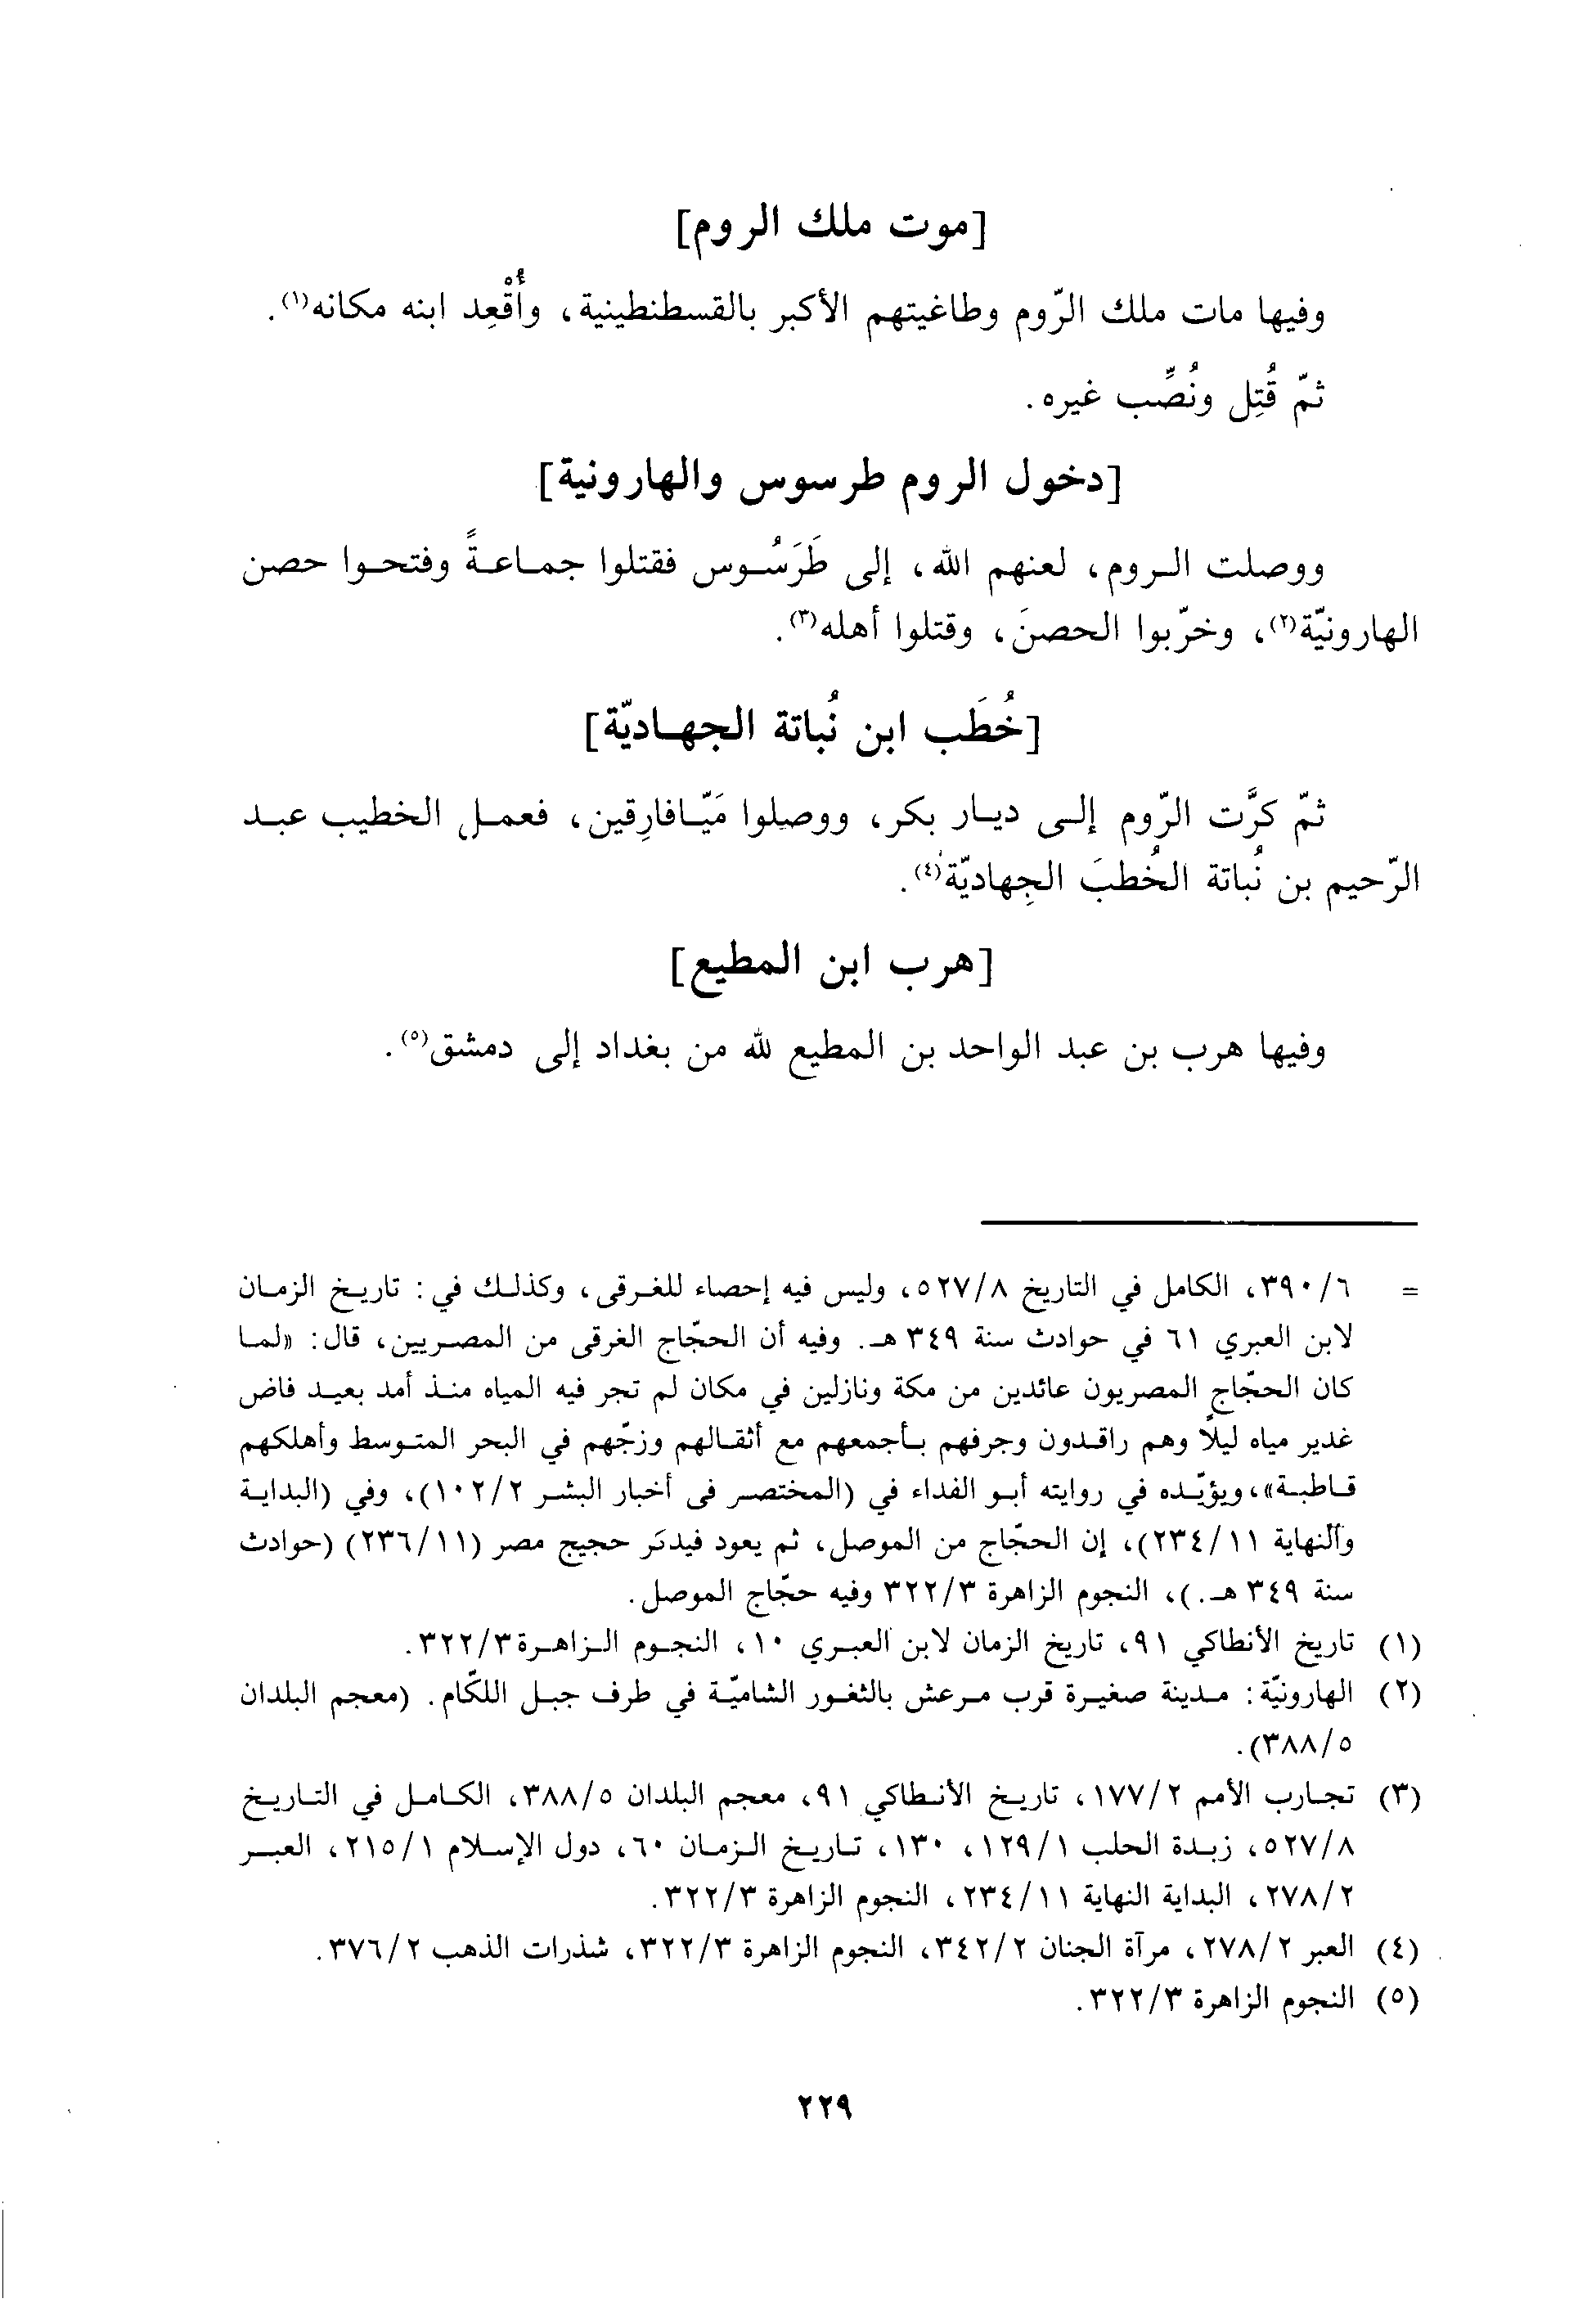 [موت ملك الروم]
وفيها مات ملك الرّوم وطاغيتهم الأكبر بالقسطنطينية، وأُقْعِد ابنه مكانه(١).
ثمّ قُتِل ونُصِّب غيره.
[دخول الروم طرسوس والهارونية]
ووصلت الروم، لعنهم الله، إلى طَرَسُوس فقتلوا جماعةً وفتحوا حصن
الهارونيّة(٢)، وخرّبوا الحصنَ، وقتلوا أهله(٣).
[خُطَب ابن نُباتة الجهاديّة]
ثمّ كرَّت الرّوم إلى ديار بكر، ووصلوا مَيّافارِقين، فعمل الخطيب عبد
الرّحيم بن نُباتة الخُطبَ الجِهاديّة(٤).
[هرب ابن المطيع]
وفيها هرب بن عبد الواحد بن المطيع لله من بغداد إلى دمشق(٥).
= ٣٩٠/٦، الكامل في التاريخ ٥٢٧/٨، وليس فيه إحصاء للغرقى، وكذلك في: تاريخ الزمان
لابن العبري ٦١ في حوادث سنة ٣٤٩ هـ. وفيه أن الحجّاج الغرقى من المصريين، قال: «لما
كان الحجّاج المصريون عائدين من مكة ونازلين في مكان لم تجر فيه المياه منذ أمد بعيد فاض
غدير مياه ليلاً وهم راقدون وجرفهم بأجمعهم مع أثقالهم وزجّهم في البحر المتوسط وأهلكهم
قاطبة»، ويؤيّده في روايته أبو الفداء في (المختصر فى أخبار البشر ١٠٢/٢)، وفي (البداية
والنهاية ٢٣٤/١١)، إن الحجّاج من الموصل، ثم يعود فيدكر حجيج مصر (٢٣٦/١١) (حوادث
سنة ٣٤٩ هـ.)، النجوم الزاهرة ٣٢٢/٣ وفيه حجّاج الموصل.
(١) تاريخ الأنطاكي ٩١، تاريخ الزمان لابن العبري ١٠، النجوم الزاهرة ٣٢٢/٣.
(٢) الهارونيّة: مدينة صغيرة قرب مرعش بالثغور الشاميّة في طرف جبل اللكّام. (معجم البلدان
٣٨٨/٥).
(٣) تجارب الأمم ١٧٧/٢، تاريخ الأنطاكي ٩١، معجم البلدان ٣٨٨/٥، الكامل في التاريخ
٥٢٧/٨، زبدة الحلب ١٢٩/١، ١٣٠، تاريخ الزمان ٦٠، دول الإسلام ٢١٥/١، العبر
٢٧٨/٢، البداية النهاية ٢٣٤/١١، النجوم الزاهرة ٣٢٢/٣.
(٤) العبر ٢٧٨/٢، مرآة الجنان ٣٤٢/٢، النجوم الزاهرة ٣٢٢/٣، شذرات الذهب ٣٧٦/٢.
(٥) النجوم الزاهرة ٣٢٢/٣.
٢٢٩